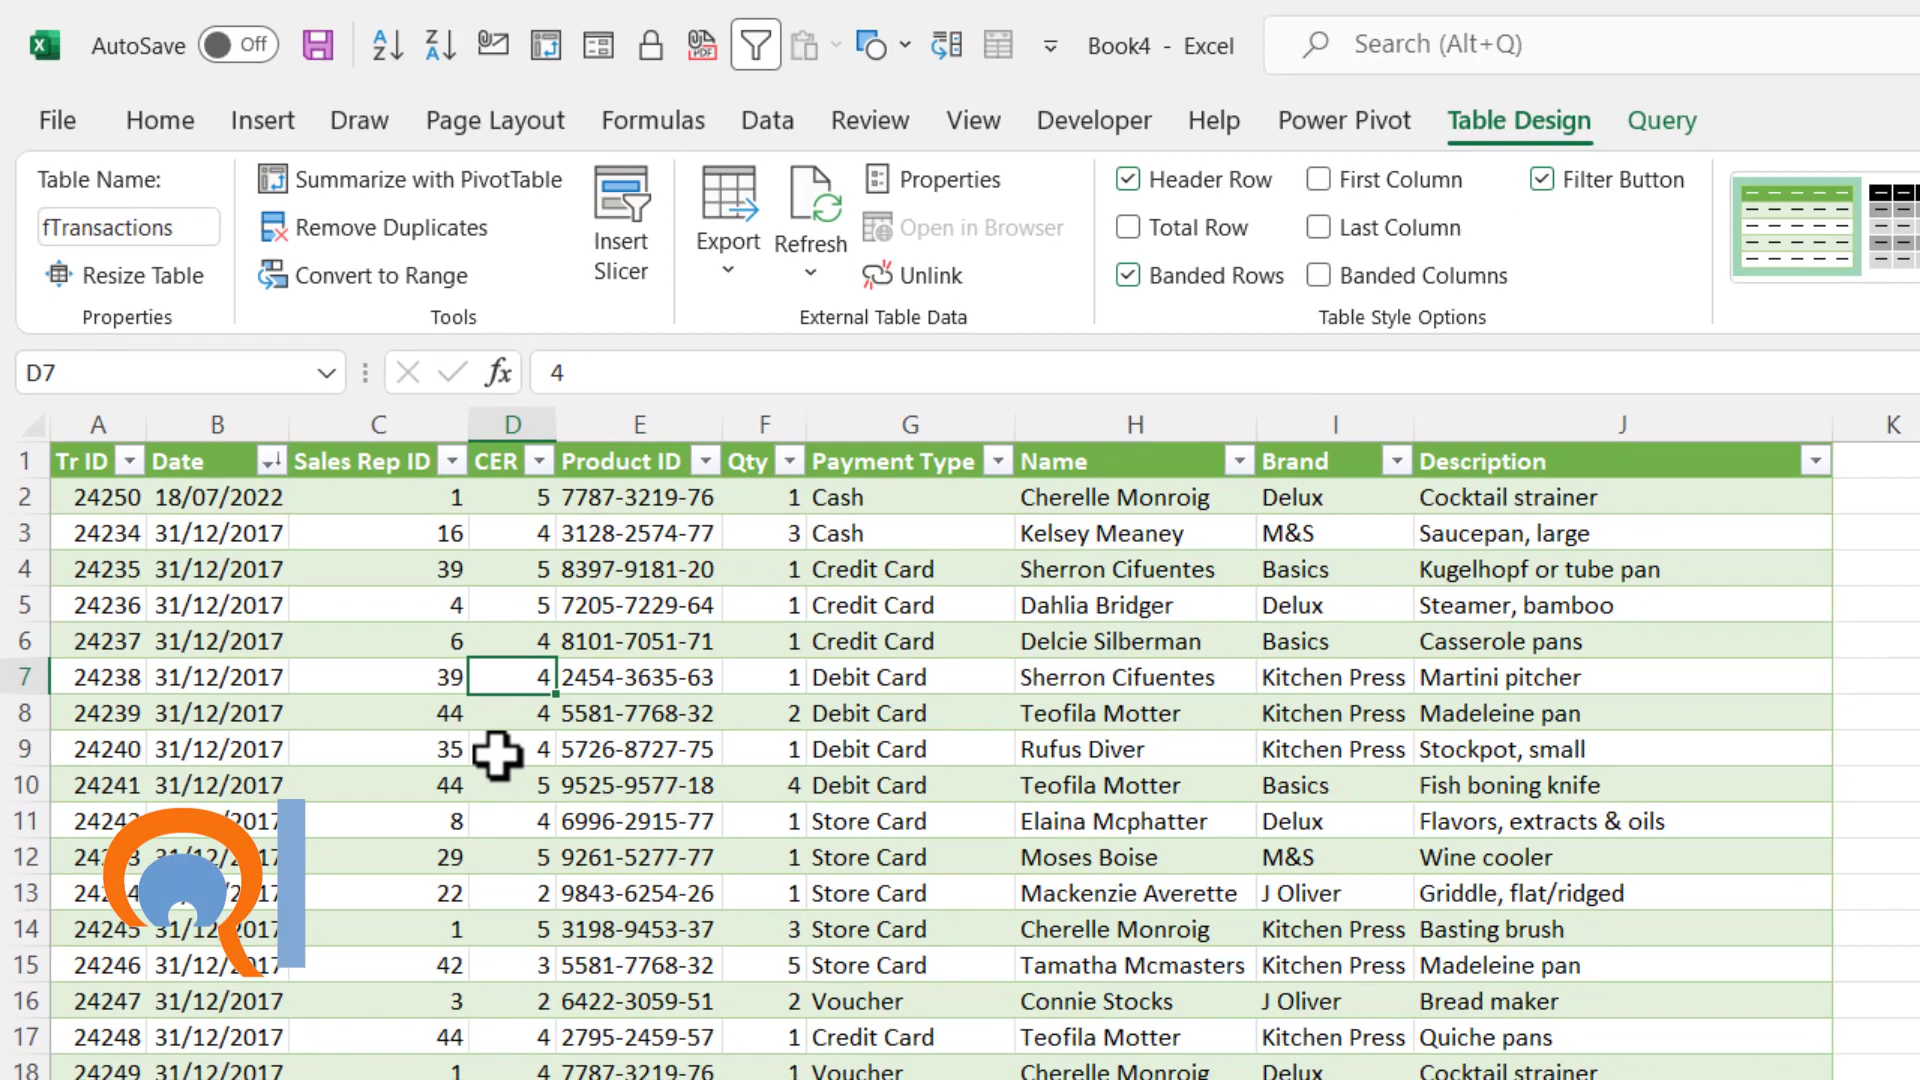 AutoSave Off Book4 - Excel Search (Alt+Q)
File Home Insert Draw Page Layout Formulas Data Review View Developer Help Power Pivot Table Design Query
Table Name:
fTransactions
Resize Table
Properties
Summarize with PivotTable
Remove Duplicates
Convert to Range
Tools
Insert
Slicer
Export
Refresh
Properties
Open in Browser
Unlink
External Table Data
Header Row First Column Filter Button
Total Row Last Column
Banded Rows Banded Columns
Table Style Options
D7 fx 4
A B C D E F G H I J K
1 Tr ID Date Sales Rep ID CER Product ID Qty Payment Type Name Brand Description
2 24250 18/07/2022 1 5 7787-3219-76 1 Cash Cherelle Monroig Delux Cocktail strainer
3 24234 31/12/2017 16 4 3128-2574-77 3 Cash Kelsey Meaney M&S Saucepan, large
4 24235 31/12/2017 39 5 8397-9181-20 1 Credit Card Sherron Cifuentes Basics Kugelhopf or tube pan
5 24236 31/12/2017 4 5 7205-7229-64 1 Credit Card Dahlia Bridger Delux Steamer, bamboo
6 24237 31/12/2017 6 4 8101-7051-71 1 Credit Card Delcie Silberman Basics Casserole pans
7 24238 31/12/2017 39 4 2454-3635-63 1 Debit Card Sherron Cifuentes Kitchen Press Martini pitcher
8 24239 31/12/2017 44 4 5581-7768-32 2 Debit Card Teofila Motter Kitchen Press Madeleine pan
9 24240 31/12/2017 35 4 5726-8727-75 1 Debit Card Rufus Diver Kitchen Press Stockpot, small
10 24241 31/12/2017 44 5 9525-9577-18 4 Debit Card Teofila Motter Basics Fish boning knife
11 8 4 6996-2915-77 1 Store Card Elaina Mcphatter Delux Flavors, extracts & oils
12 29 5 9261-5277-77 1 Store Card Moses Boise M&S Wine cooler
13 22 2 9843-6254-26 1 Store Card Mackenzie Averette J Oliver Griddle, flat/ridged
14 24245 1 5 3198-9453-37 3 Store Card Cherelle Monroig Kitchen Press Basting brush
15 24246 31/12/2017 42 3 5581-7768-32 5 Store Card Tamatha Mcmasters Kitchen Press Madeleine pan
16 24247 31/12/2017 3 2 6422-3059-51 2 Voucher Connie Stocks J Oliver Bread maker
17 24248 31/12/2017 44 4 2795-2459-57 1 Credit Card Teofila Motter Kitchen Press Quiche pans
18 24249 31/12/2017 1 4 7787-3219-76 1 Voucher Cherelle Monroig Delux Cocktail strainer